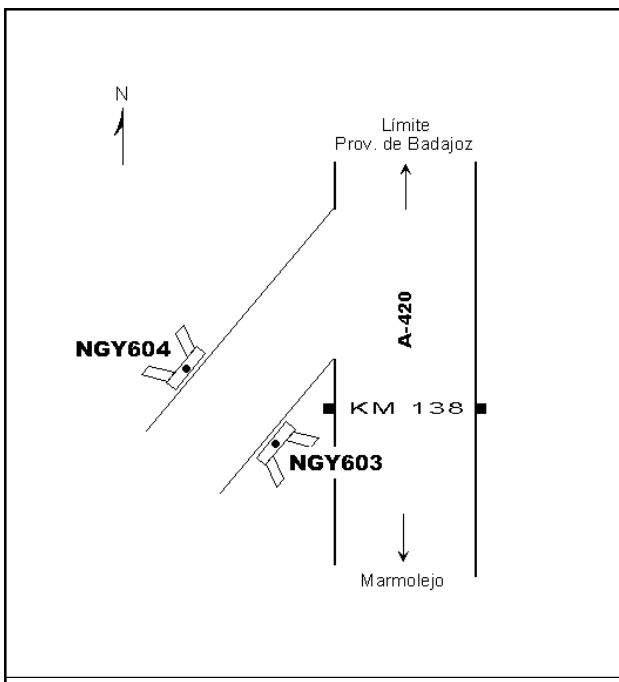 N
Límite
Prov. de Badajoz
A-420
NGY604
KM 138
NGY603
Marmolejo